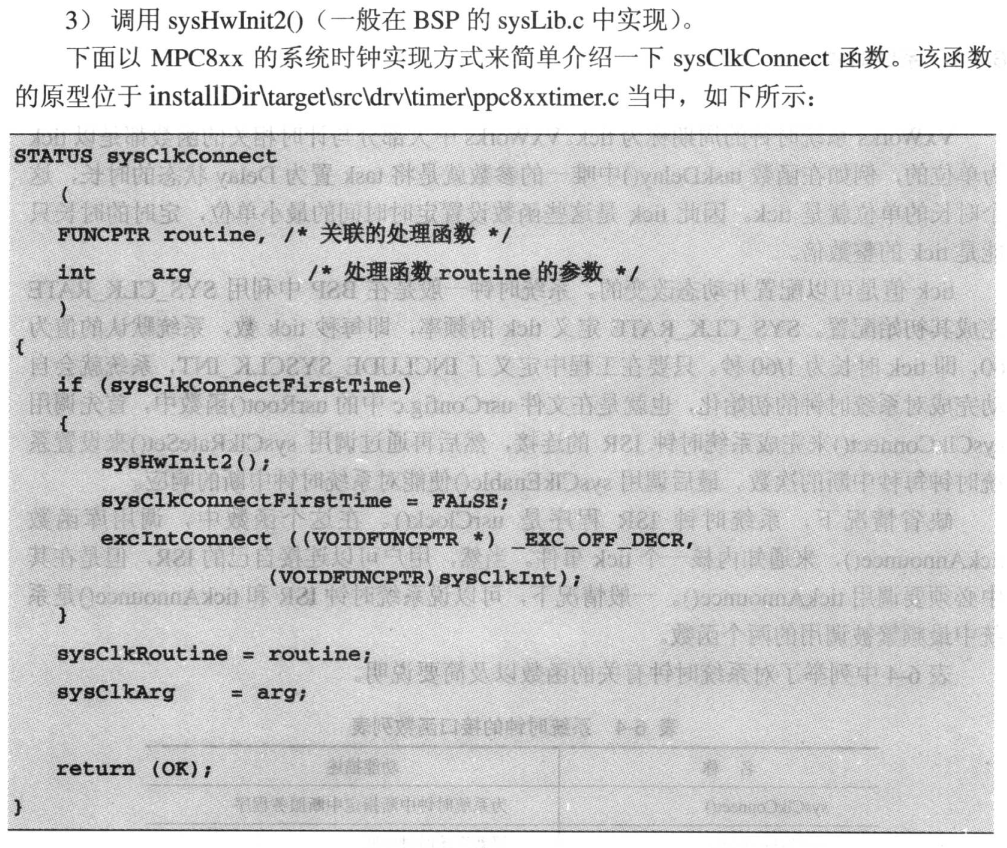 3） 调用 sysHwInit2()（一般在 BSP 的 sysLib.c 中实现）。
下面以 MPC8xx 的系统时钟实现方式来简单介绍一下 sysClkConnect 函数。该函数
的原型位于 installDir\target\src\drv\timer\ppc8xxtimer.c 当中，如下所示：
STATUS sysClkConnect
(
FUNCPTR routine, /* 关联的处理函数 */
int arg /* 处理函数 routine 的参数 */
)
{
if (sysClkConnectFirstTime)
{
sysHwInit2();
sysClkConnectFirstTime = FALSE;
excIntConnect ((VOIDFUNCPTR *) _EXC_OFF_DECR,
(VOIDFUNCPTR)sysClkInt);
}
sysClkRoutine = routine;
sysClkArg = arg;
return (OK);
}